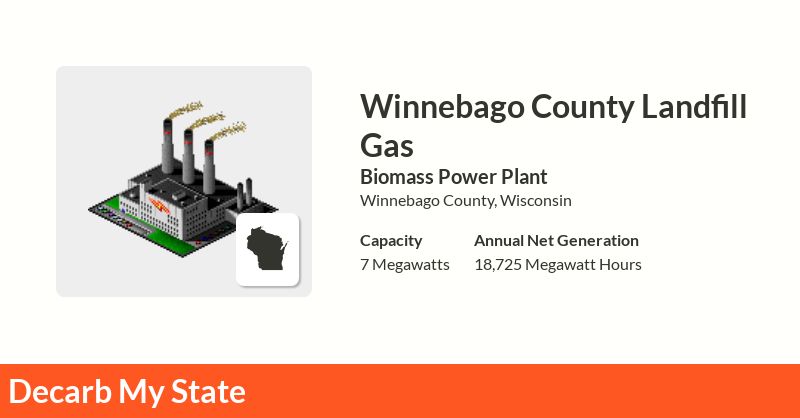 Winnebago County Landfill
Gas
Biomass Power Plant
Winnebago County, Wisconsin
Capacity
7 Megawatts
Annual Net Generation
18,725 Megawatt Hours
Decarb My State